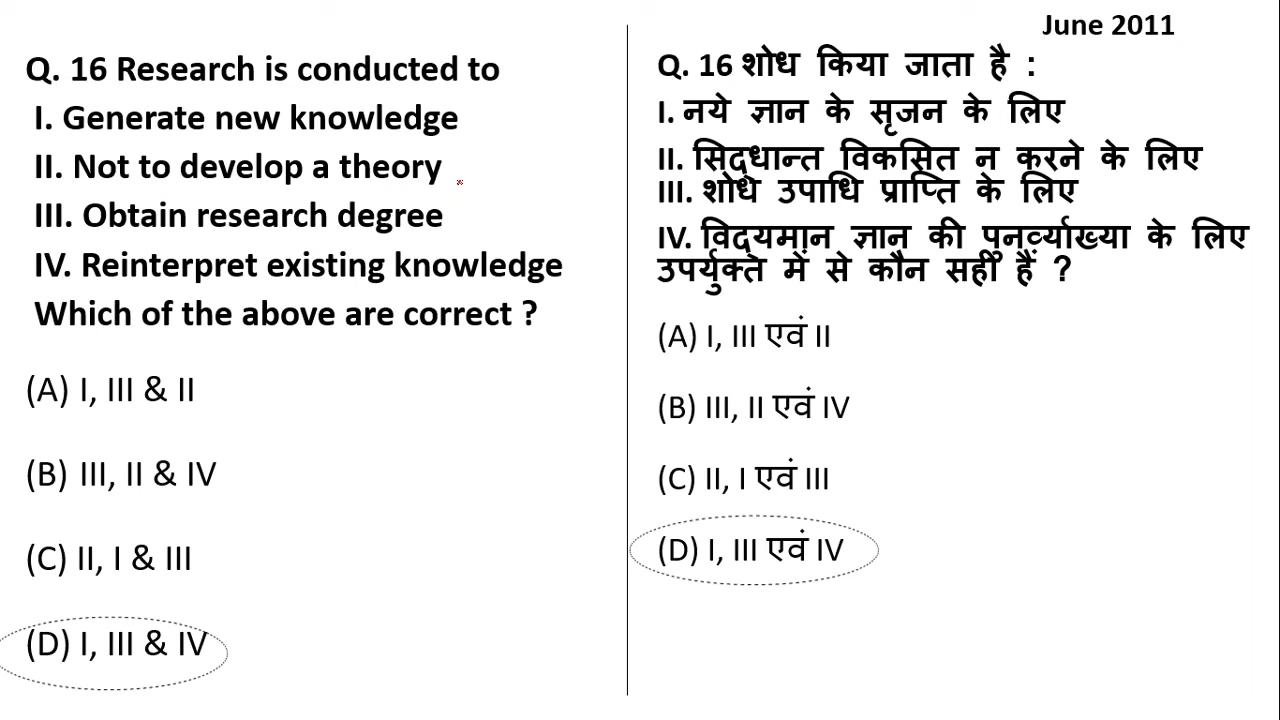 June 2011
Q. 16 Research is conducted to
I. Generate new knowledge
II. Not to develop a theory
III. Obtain research degree
IV. Reinterpret existing knowledge
Which of the above are correct ?
(A) I, III & II
(B) III, II & IV
(C) II, I & III
(D) I, III & IV
Q. 16 शोध किया जाता है :
I. नये ज्ञान के सृजन के लिए
II. सिद्धान्त विकसित न करने के लिए
III. शोध उपाधि प्राप्ति के लिए
IV. विद्यमान ज्ञान की पुनर्व्याख्या के लिए
उपर्युक्त में से कौन सही हैं ?
(A) I, III एवं II
(B) III, II एवं IV
(C) II, I एवं III
(D) I, III एवं IV